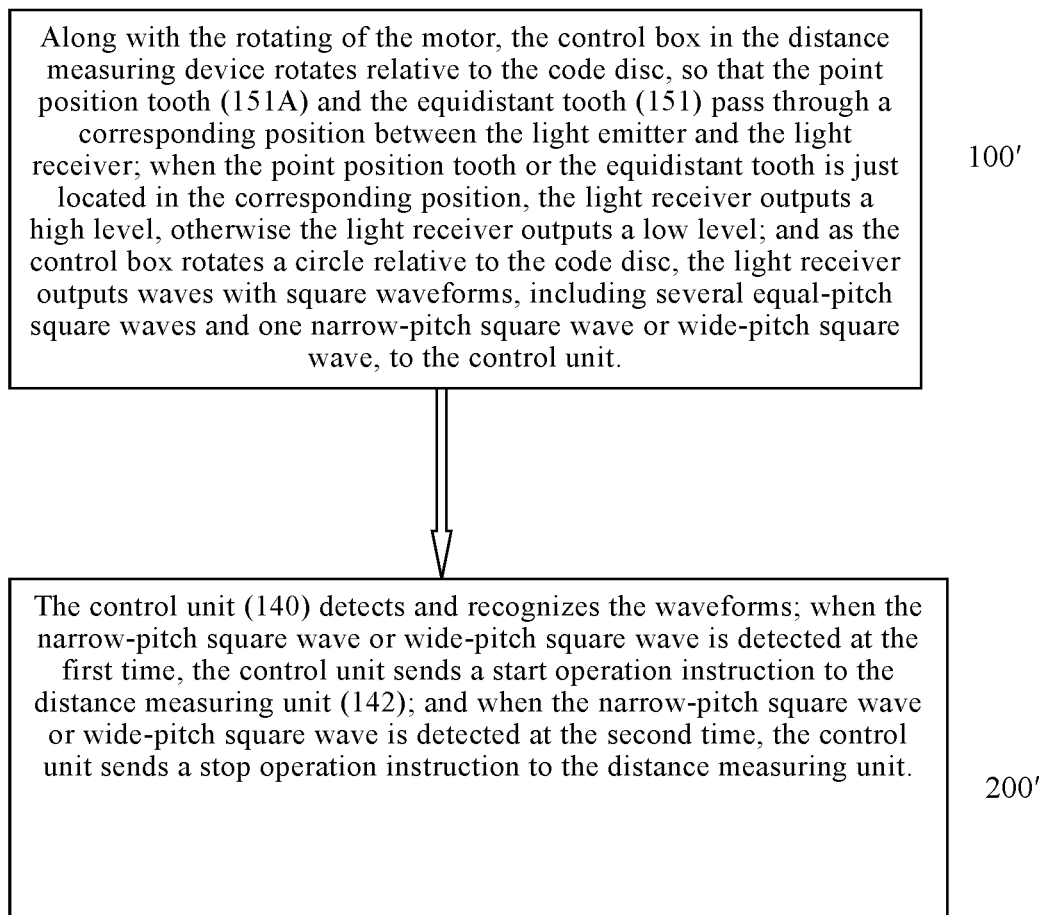 Along with the rotating of the motor, the control box in the distance
measuring device rotates relative to the code disc, so that the point
position tooth (151A) and the equidistant tooth (151) pass through a
corresponding position between the light emitter and the light
receiver; when the point position tooth or the equidistant tooth is just
located in the corresponding position, the light receiver outputs a
high level, otherwise the light receiver outputs a low level; and as the
control box rotates a circle relative to the code disc, the light receiver
outputs waves with square waveforms, including several equal-pitch
square waves and one narrow-pitch square wave or wide-pitch square
wave, to the control unit.
100′
The control unit (140) detects and recognizes the waveforms; when the
narrow-pitch square wave or wide-pitch square wave is detected at the
first time, the control unit sends a start operation instruction to the
distance measuring unit (142); and when the narrow-pitch square wave
or wide-pitch square wave is detected at the second time, the control
unit sends a stop operation instruction to the distance measuring unit.
200′